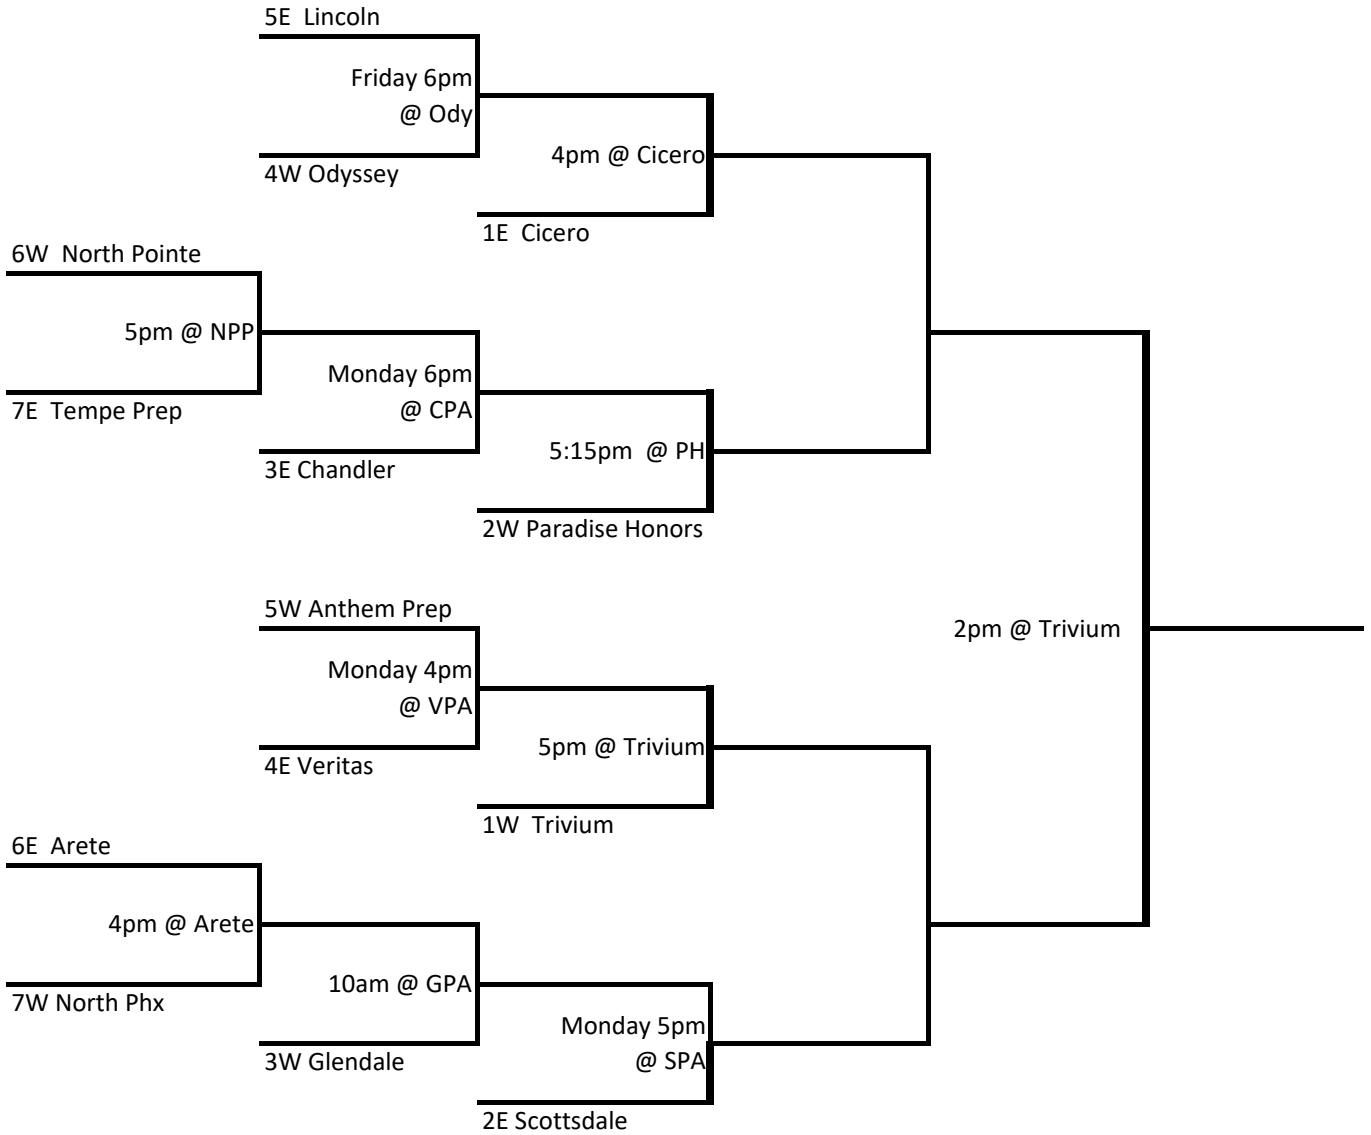 5E  Lincoln
Friday 6pm
@ Ody
4pm @ Cicero
4W Odyssey
1E  Cicero
6W  North Pointe
5pm @ NPP
Monday 6pm
@ CPA
7E  Tempe Prep
5:15pm  @ PH
3E Chandler
2W Paradise Honors
5W Anthem Prep
2pm @ Trivium
Monday 4pm
@ VPA
5pm @ Trivium
4E Veritas
1W  Trivium
6E  Arete
4pm @ Arete
10am @ GPA
7W North Phx
Monday 5pm
@ SPA
3W Glendale
2E Scottsdale